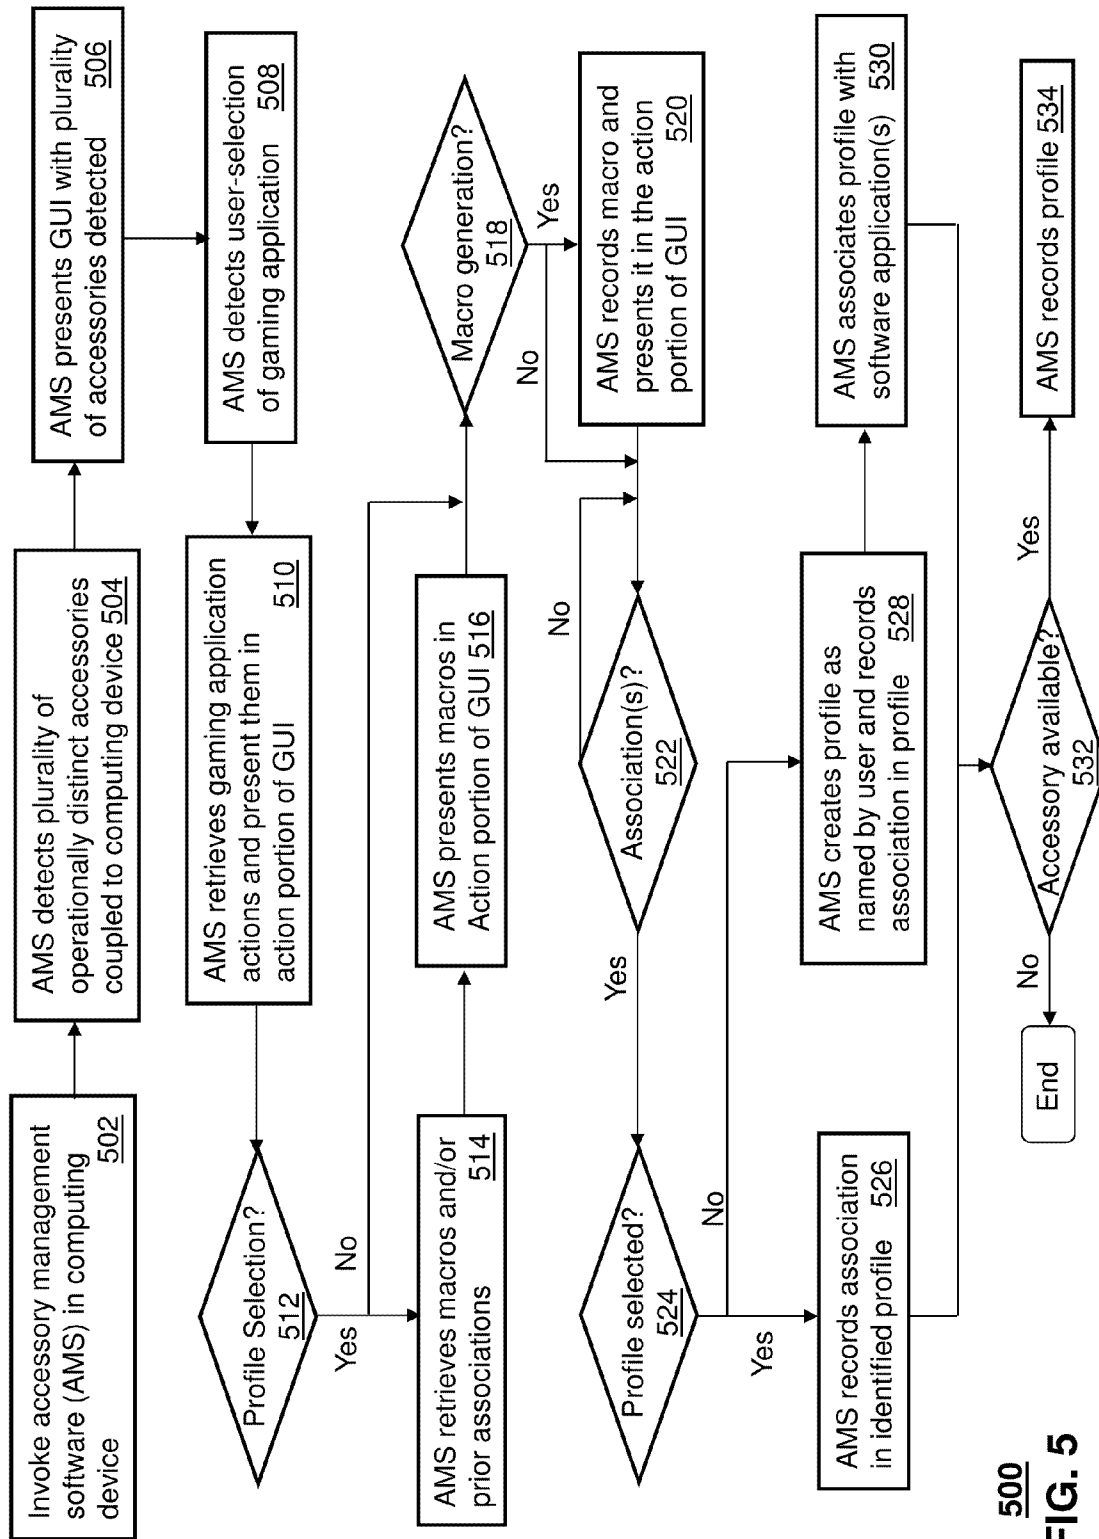 Invoke accessory management
software (AMS) in computing
device 502
AMS detects plurality of
operationally distinct accessories
coupled to computing device 504
AMS presents GUI with plurality
of accessories detected 506
AMS detects user-selection
of gaming application 508
AMS retrieves gaming application
actions and present them in
action portion of GUI 510
Profile Selection?
512
No
Yes
AMS retrieves macros and/or
prior associations 514
AMS presents macros in
Action portion of GUI 516
Macro generation?
518
No
Yes
AMS records macro and
presents it in the action
portion of GUI 520
Association(s)?
522
No
Yes
Profile selected?
524
No
Yes
AMS records association
in identified profile 526
AMS creates profile as
named by user and records
association in profile 528
AMS associates profile with
software application(s) 530
Accessory available?
532
No
Yes
End
AMS records profile 534
500
FIG. 5